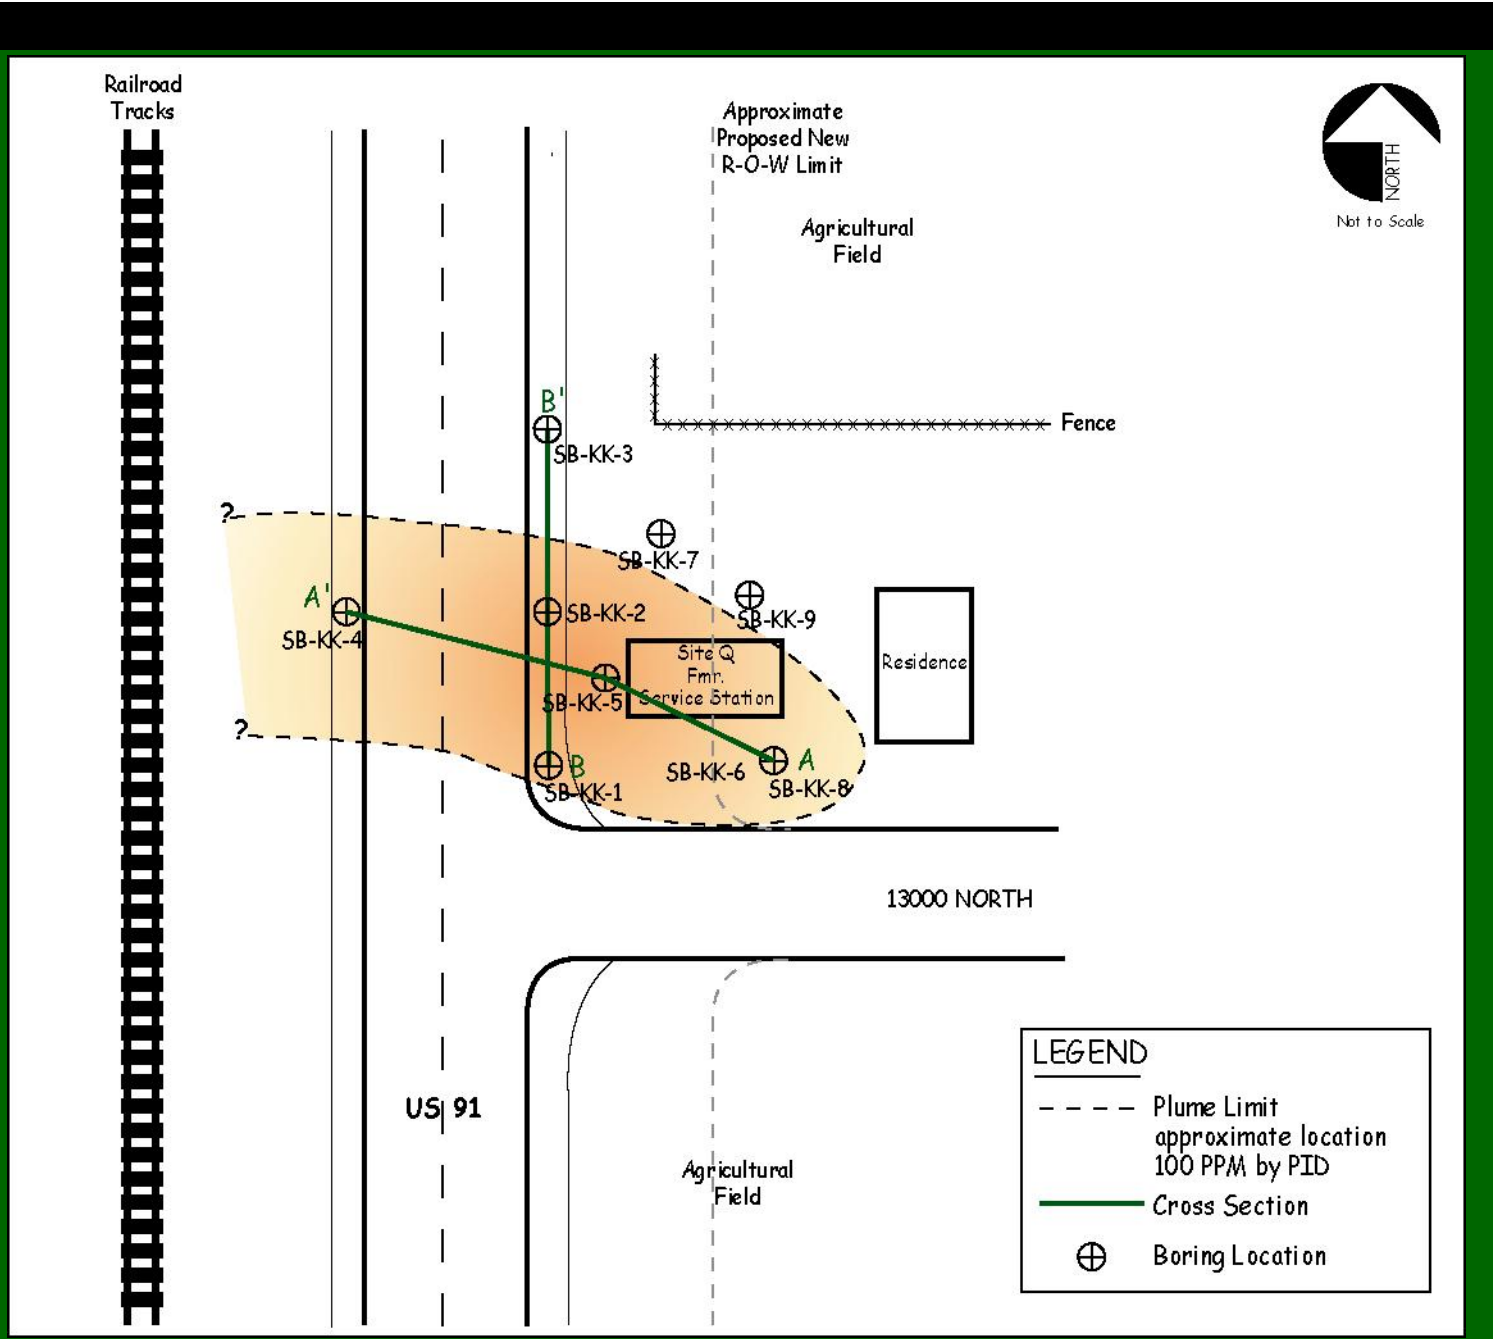 Railroad
Tracks
Approximate
Proposed New
R-O-W Limit
NORTH
Not to Scale
Agricultural
Field
B'
SB-KK-3
Fence
?
SB-KK-7
A'
SB-KK-4
SB-KK-2
SB-KK-9
Site Q
Fmr.
Service Station
Residence
SB-KK-5
?
B
SB-KK-1
SB-KK-6
A
SB-KK-8
13000 NORTH
US 91
Agricultural
Field
LEGEND
Plume Limit
approximate location
100 PPM by PID
Cross Section
Boring Location